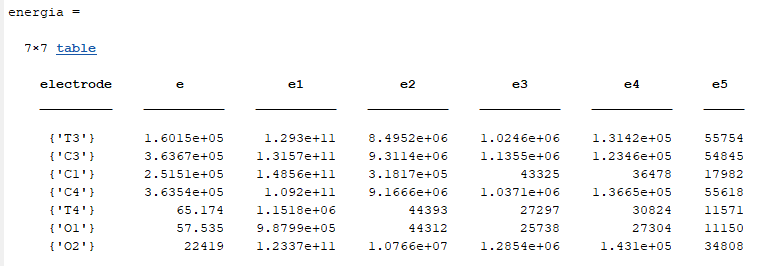 energia =
7×7 table
electrode e e1 e2 e3 e4 e5
{'T3'} 1.6015e+05 1.293e+11 8.4952e+06 1.0246e+06 1.3142e+05 55754
{'C3'} 3.6367e+05 1.3157e+11 9.3114e+06 1.1355e+06 1.2346e+05 54845
{'C1'} 2.5151e+05 1.4856e+11 3.1817e+05 43325 36478 17982
{'C4'} 3.6354e+05 1.092e+11 9.1666e+06 1.0371e+06 1.3665e+05 55618
{'T4'} 65.174 1.1518e+06 44393 27297 30824 11571
{'O1'} 57.535 9.8799e+05 44312 25738 27304 11150
{'O2'} 22419 1.2337e+11 1.0766e+07 1.2854e+06 1.431e+05 34808